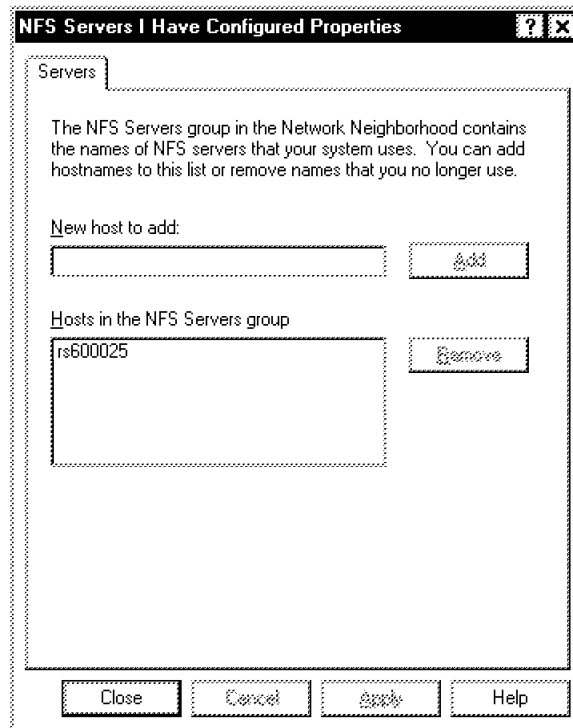 NFS Servers I Have Configured Properties ? X
Servers
The NFS Servers group in the Network Neighborhood contains
the names of NFS servers that your system uses. You can add
hostnames to this list or remove names that you no longer use.
New host to add:
Add
Hosts in the NFS Servers group
rs600025
Remove
Close Cancel Apply Help